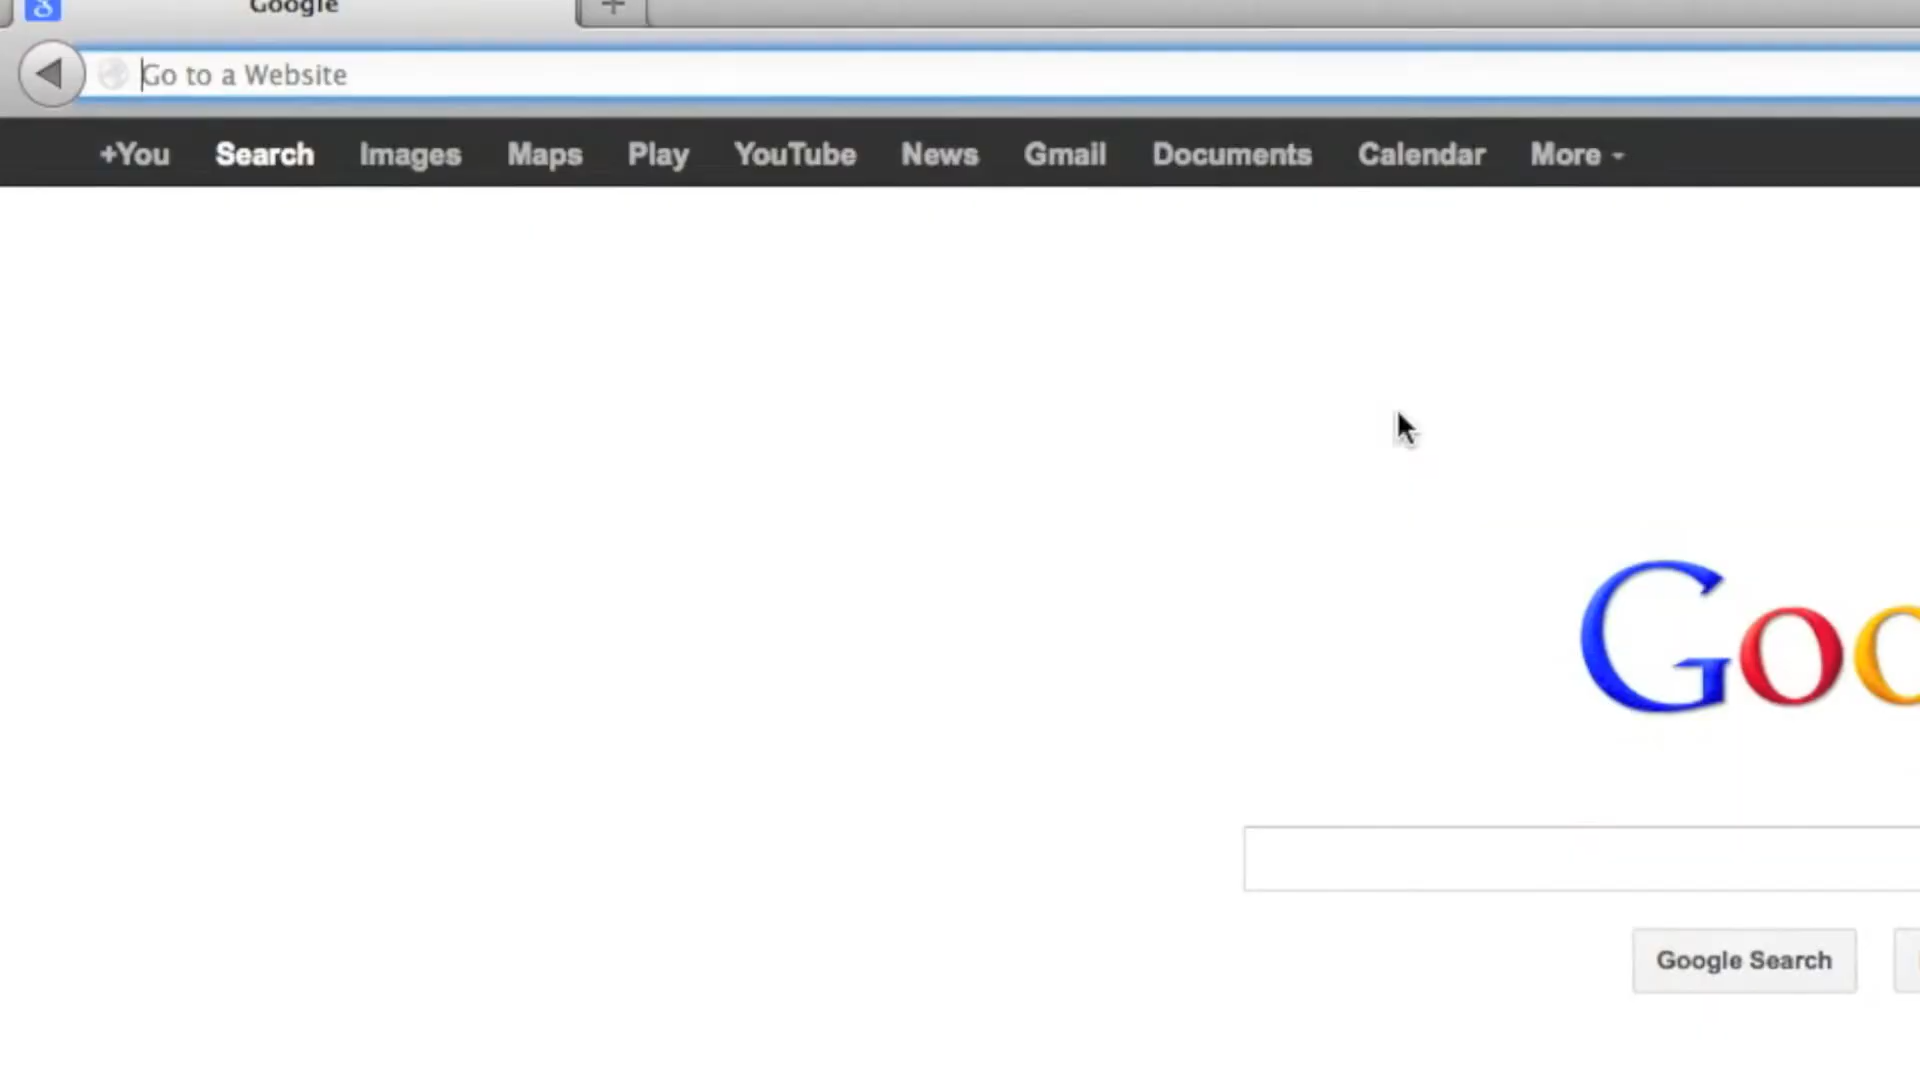 Google
Go to a Website
+You Search Images Maps Play YouTube News Gmail Documents Calendar More
Goo
Google Search